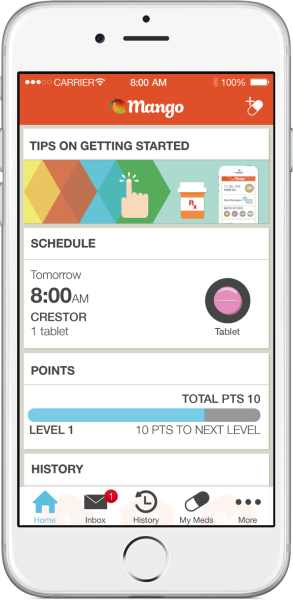 CARRIER 8:00 AM 100%
Mango
TIPS ON GETTING STARTED
Rx
SCHEDULE
Tomorrow
8:00AM
CRESTOR
1 tablet
Tablet
POINTS
TOTAL PTS 10
LEVEL 1 10 PTS TO NEXT LEVEL
HISTORY
1
Home Inbox History My Meds More